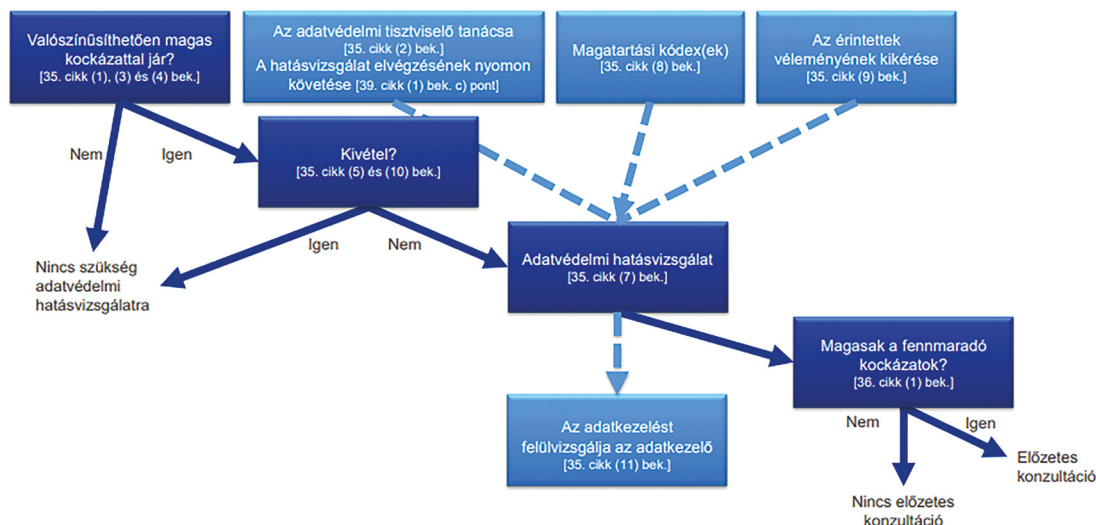 Valószínűsíthetően magas
kockázattal jár?
[35. cikk (1), (3) és (4) bek.]
Az adatvédelmi tisztviselő tanácsa
[35. cikk (2) bek.]
A hatásvizsgálat elvégzésének nyomon
követése [39. cikk (1) bek. c) pont]
Magatartási kódex(ek)
[35. cikk (8) bek.]
Az érintettek
véleményének kikérése
[35. cikk (9) bek.]
Nem
Igen
Kivétel?
[35. cikk (5) és (10) bek.]
Igen
Nem
Nincs szükség
adatvédelmi
hatásvizsgálatra
Adatvédelmi hatásvizsgálat
[35. cikk (7) bek.]
Magasak a fennmaradó
kockázatok?
[36. cikk (1) bek.]
Az adatkezelést
felülvizsgálja az adatkezelő
[35. cikk (11) bek.]
Nem
Igen
Előzetes
konzultáció
Nincs előzetes
konzultáció